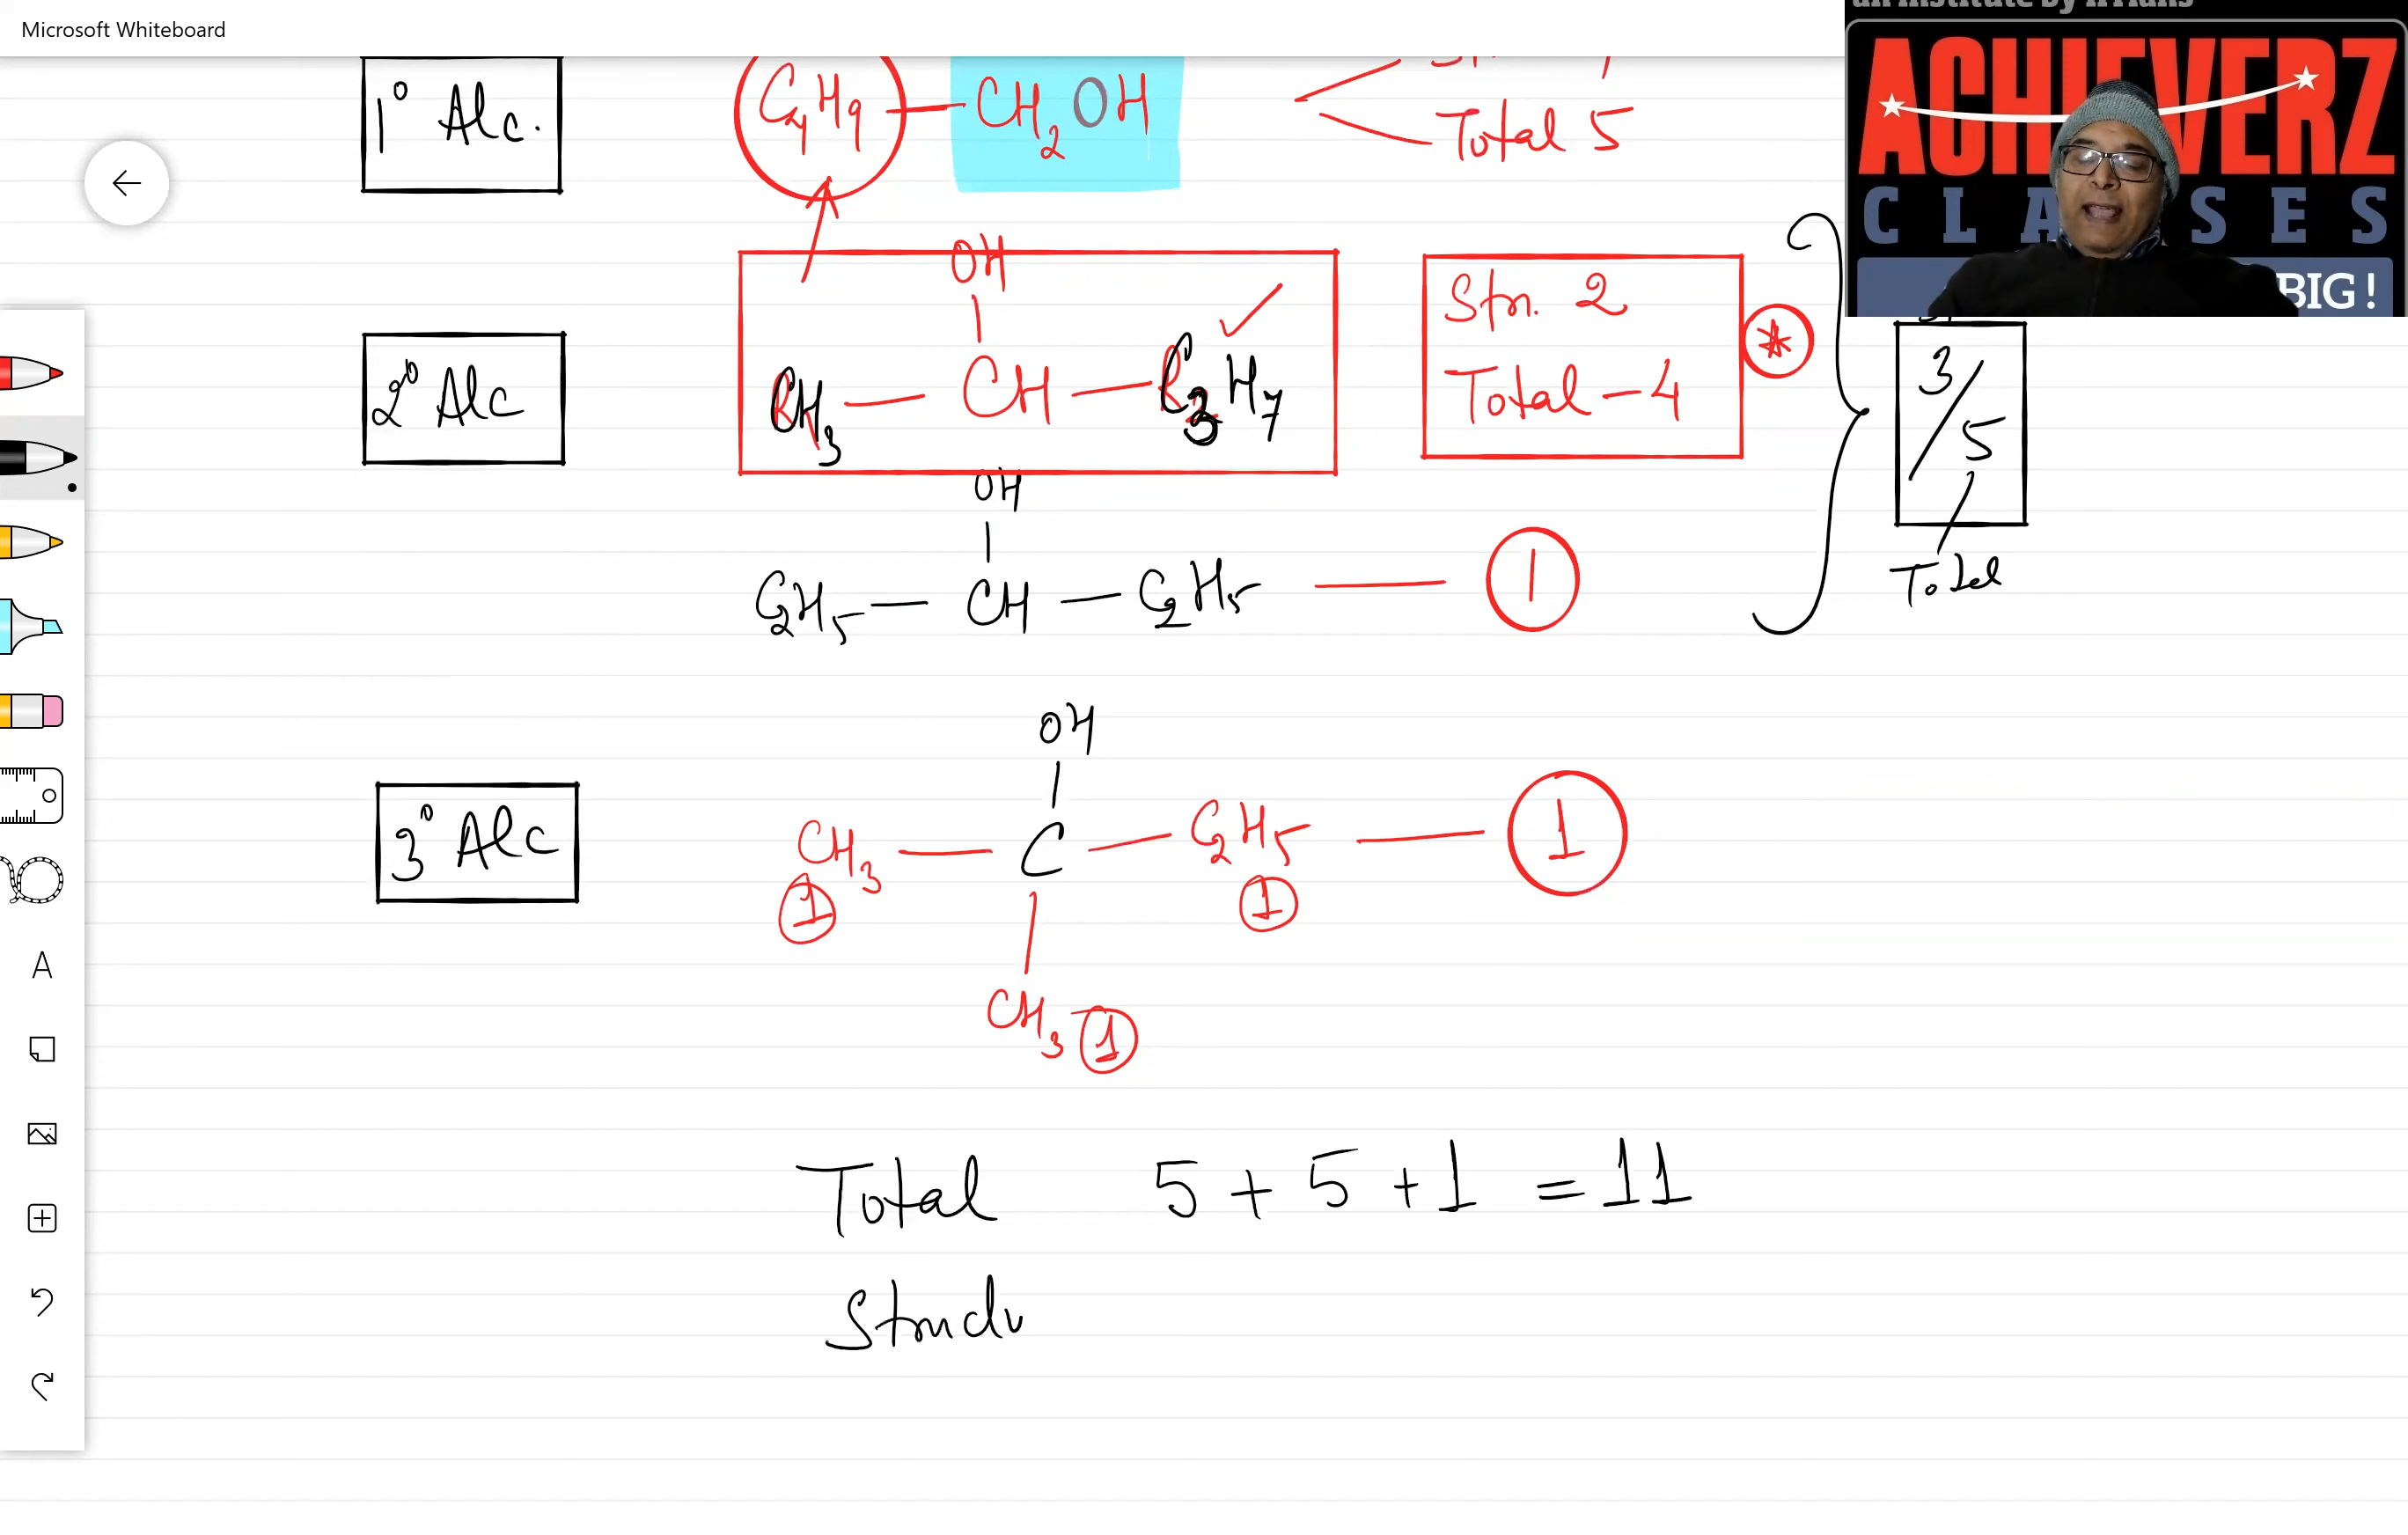 Microsoft Whiteboard
ACHIEVERZ
CLASSES
BIG!
1° Alc.
C4H9 — CH2OH
Total 5
2° Alc
OH
CH3 — CH — C3H7
Str. 2
Total – 4
*
3/5
Total
OH
C2H5 — CH — C2H5 — 1
3° Alc
OH
CH3 — C — C2H5 — 1
1
1
CH3 1
Total 5 + 5 + 1 = 11
A